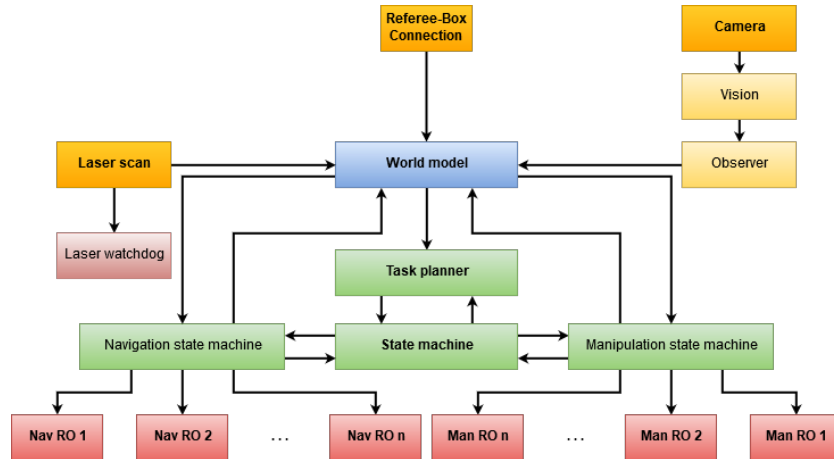 Referee-Box
Connection
Camera
Vision
Laser scan
World model
Observer
Laser watchdog
Task planner
Navigation state machine
State machine
Manipulation state machine
Nav RO 1
Nav RO 2
...
Nav RO n
Man RO n
...
Man RO 2
Man RO 1